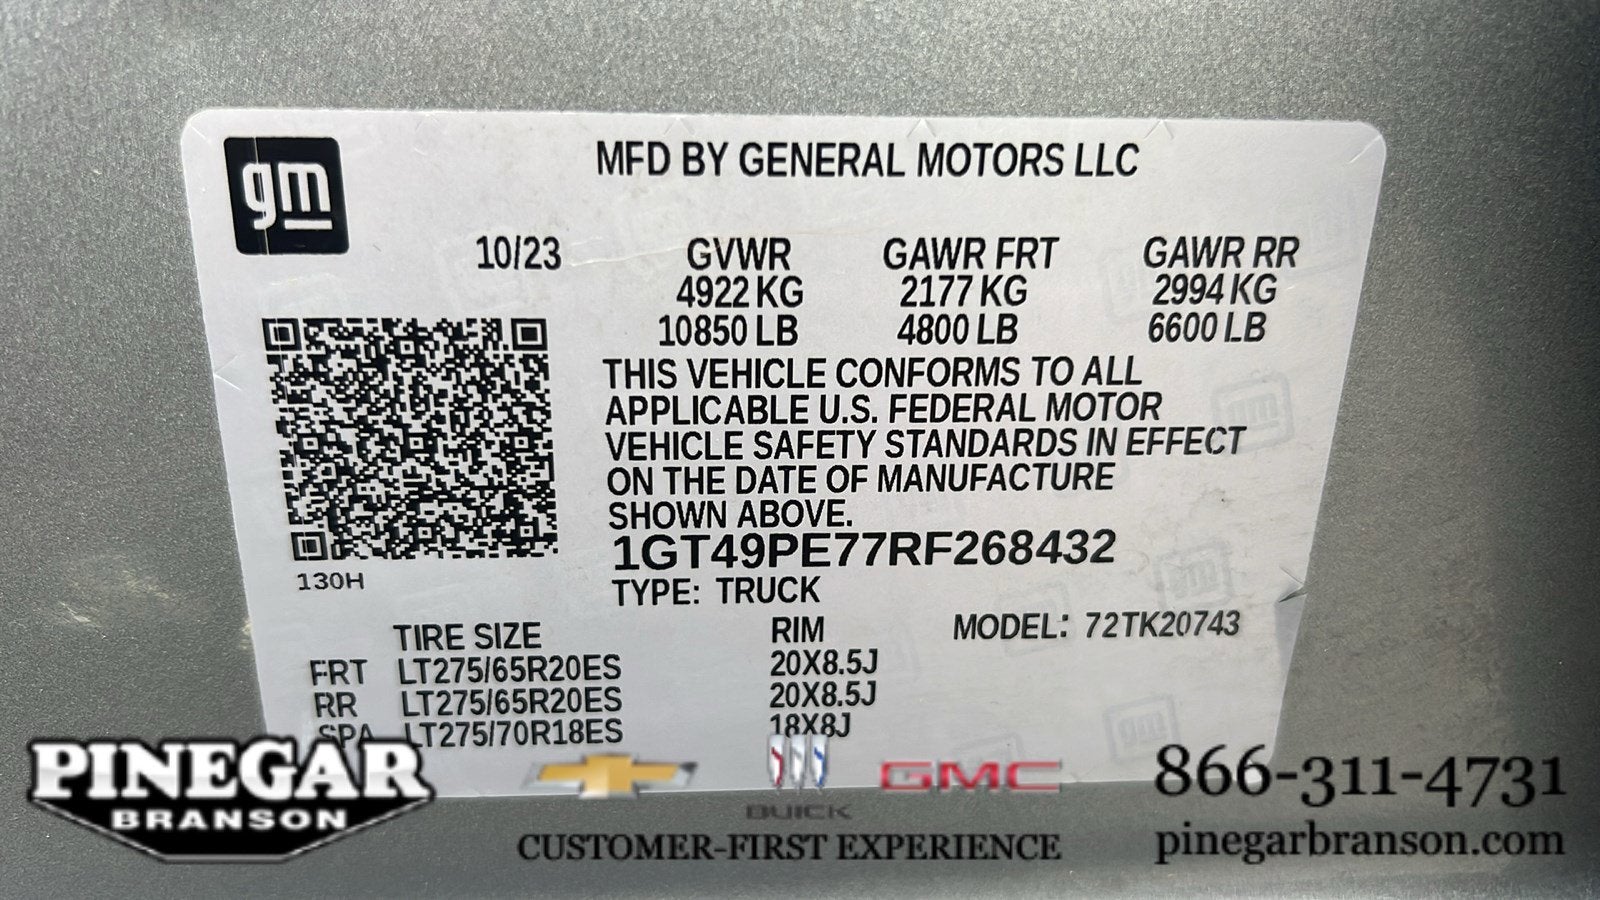 gm
MFD BY GENERAL MOTORS LLC
10/23 GVWR GAWR FRT GAWR RR
4922 KG 2177 KG 2994 KG
10850 LB 4800 LB 6600 LB
THIS VEHICLE CONFORMS TO ALL
APPLICABLE U.S. FEDERAL MOTOR
VEHICLE SAFETY STANDARDS IN EFFECT
ON THE DATE OF MANUFACTURE
SHOWN ABOVE.
1GT49PE77RF268432
130H
TYPE: TRUCK
TIRE SIZE RIM MODEL: 72TK20743
FRT LT275/65R20ES 20X8.5J
RR LT275/65R20ES 20X8.5J
SPA LT275/70R18ES 18X8J
PINEGAR
BRANSON
BUICK
GMC
CUSTOMER-FIRST EXPERIENCE
866-311-4731
pinegarbranson.com